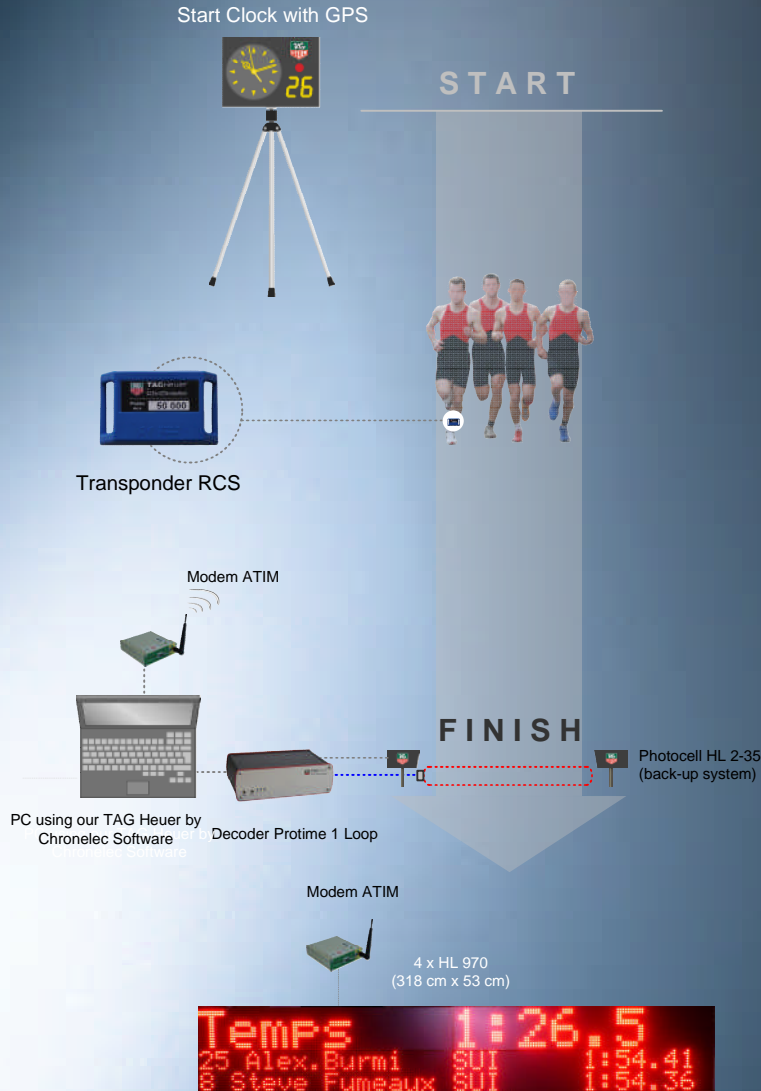 Start Clock with GPS
26
START
TAGHeuer
50 000
Transponder RCS
Modem ATIM
FINISH
Photocell HL 2-35
(back-up system)
PC using our TAG Heuer by
Chronelec Software
Decoder Protime 1 Loop
Modem ATIM
4 x HL 970
(318 cm x 53 cm)
Temps 1:26.5
25 Alex.Burmi SUI 1:54.41
8 Steve Fumeaux SUI 1:54.36